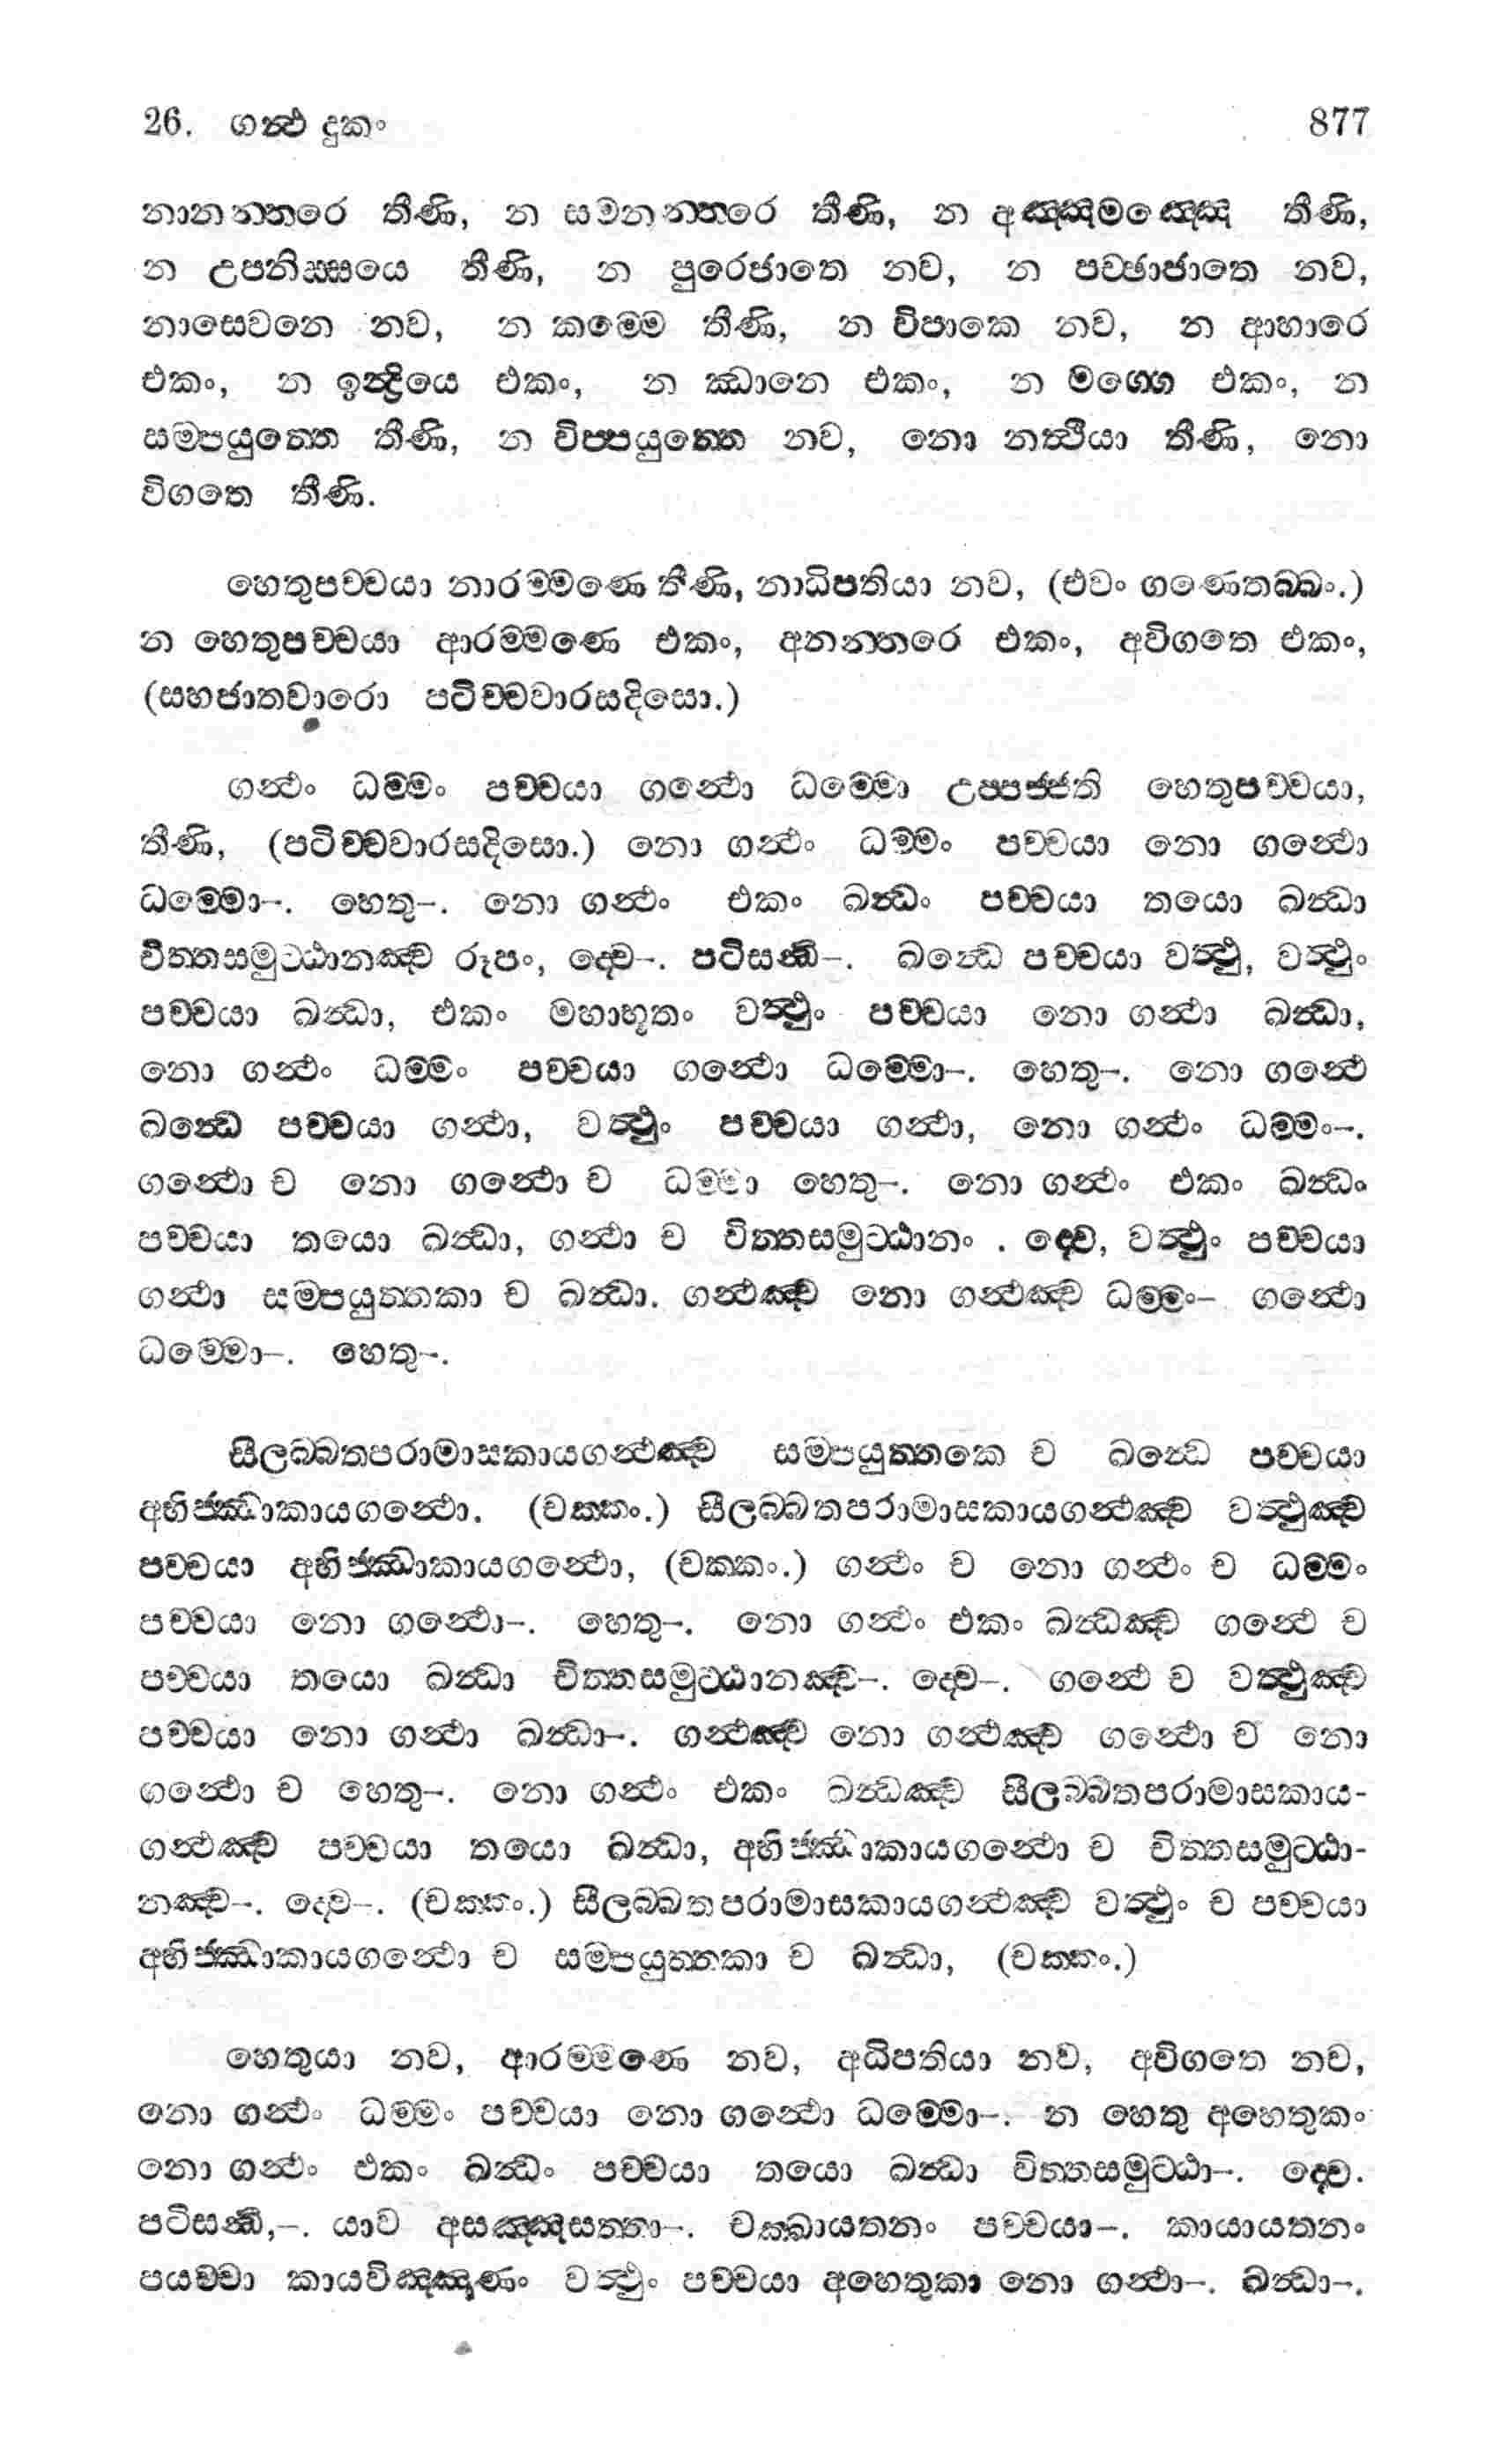 26. ගන්‍ථ දුකං 877
නානන්‍තරෙ තීණි, න සමනන්‍තරෙ තීණි, න අඤ්‍ඤමඤ්‍ඤෙ තීණි,
න උපනිස්‍සයෙ තීණි, න පුරෙජාතෙ නව, න පච්‍ඡාජාතෙ නව,
නාසෙවනෙ නව, න කම්‍මෙ තීණි, න විපාකෙ නව, න ආහාරෙ
එකං, න ඉන්‍ද්‍රියෙ එකං, න ඣානෙ එකං, න මග්‍ගෙ එකං, න
සම්‍පයුත්‍තෙ තීණි, න විප්‍පයුත්‍තෙ නව, නො නත්‍ථියා තීණි, නො
විගතෙ තීණි.
හෙතුපච්‍චයා නාරම්‍මණෙ තීණි, නාධිපතියා නව, (එවං ගණෙතබ්‍බං.)
න හෙතුපච්‍චයා ආරම්‍මණෙ එකං, අනන්‍තරෙ එකං, අවිගතෙ එකං,
(සහජාතවාරො පටිච්‍චවාරසදිසො.)
ගන්‍ථං ධම්‍මං පච්‍චයා ගන්‍ථො ධම්‍මො උප්‍පජ්‍ජති හෙතුපච්‍චයා,
තීණි, (පටිච්‍චවාරසදිසො.) නො ගන්‍ථං ධම්‍මං පච්‍චයා නො ගන්‍ථො
ධම්‍මො-. හෙතු-. නො ගන්‍ථං එකං ඛන්‍ධං පච්‍චයා තයො ඛන්‍ධා
චිත්‍තසමුට්‍ඨානඤ්‍ච රූපං, ද්‍වෙ-. පටිසන්‍ධි-. ඛන්‍ධෙ පච්‍චයා වත්‍ථු, වත්‍ථුං
පච්‍චයා ඛන්‍ධා, එකං මහාභූතං වත්‍ථුං පච්‍චයා නො ගන්‍ථා ඛන්‍ධා,
නො ගන්‍ථං ධම්‍මං පච්‍චයා ගන්‍ථො ධම්‍මො-. හෙතු-. නො ගන්‍ථෙ
ඛන්‍ධෙ පච්‍චයා ගන්‍ථා, වත්‍ථුං පච්‍චයා ගන්‍ථා, නො ගන්‍ථං ධම්‍මං-.
ගන්‍ථො ච නො ගන්‍ථො ච ධම්‍මා හෙතු-. නො ගන්‍ථං එකං ඛන්‍ධං
පච්‍චයා තයො ඛන්‍ධා, ගන්‍ථා ච චිත්‍තසමුට්‍ඨානං . ද්‍වෙ, වත්‍ථුං පච්‍චයා
ගන්‍ථා සම්‍පයුත්‍තකා ච ඛන්‍ධා. ගන්‍ථඤ්‍ච නො ගන්‍ථඤ්‍ච ධම්‍මං- ගන්‍ථො
ධම්‍මො-. හෙතු-.
සීලබ්‍බතපරාමාසකායගන්‍ථඤ්‍ච සම්‍පයුත්‍තකෙ ච ඛන්‍ධෙ පච්‍චයා
අභිජ්‍ඣාකායගන්‍ථො. (චක්‍කං.) සීලබ්‍බතපරාමාසකායගන්‍ථඤ්‍ච වත්‍ථුඤ්‍ච
පච්‍චයා අභිජ්‍ඣාකායගන්‍ථො, (චක්‍කං.) ගන්‍ථං ච නො ගන්‍ථං ච ධම්‍මං
පච්‍චයා නො ගන්‍ථො-. හෙතු-. නො ගන්‍ථං එකං ඛන්‍ධඤ්‍ච ගන්‍ථෙ ච
පච්‍චයා තයො ඛන්‍ධා චිත්‍තසමුට්‍ඨානඤ්‍ච-. ද්‍වෙ-. ගන්‍ථෙ ච වත්‍ථුඤ්‍ච
පච්‍චයා නො ගන්‍ථා ඛන්‍ධා-. ගන්‍ථඤ්‍ච නො ගන්‍ථඤ්‍ච ගන්‍ථො ච නො
ගන්‍ථො ච හෙතු-. නො ගන්‍ථං එකං ඛන්‍ධඤ්‍ච සීලබ්‍බතපරාමාසකාය-
ගන්‍ථඤ්‍ච පච්‍චයා තයො ඛන්‍ධා, අභිජ්‍ඣාකායගන්‍ථො ච චිත්‍තසමුට්‍ඨා-
නඤ්‍ච-. ද්‍වෙ-. (චක්‍කං.) සීලබ්‍බතපරාමාසකායගන්‍ථඤ්‍ච වත්‍ථුං ච පච්‍චයා
අභිජ්‍ඣාකායගන්‍ථො ච සම්‍පයුත්‍තකා ච ඛන්‍ධා, (චක්‍කං.)
හෙතුයා නව, ආරම්‍මණෙ නව, අධිපතියා නව, අවිගතෙ නව,
නො ගන්‍ථං ධම්‍මං පච්‍චයා නො ගන්‍ථො ධම්‍මො-. න හෙතු අහෙතුකං
නො ගන්‍ථං එකං ඛන්‍ධං පච්‍චයා තයො ඛන්‍ධා චිත්‍තසමුට්‍ඨා-. ද්‍වෙ.
පටිසන්‍ධි,-. යාව අසඤ්‍ඤසත්‍තා-. චක්‍ඛායතනං පච්‍චයා-. කායායතනං
පයච්‍චා කායවිඤ්‍ඤණං වත්‍ථුං පච්‍චයා අහෙතුකා නො ගන්‍ථා-. ඛන්‍ධා-.